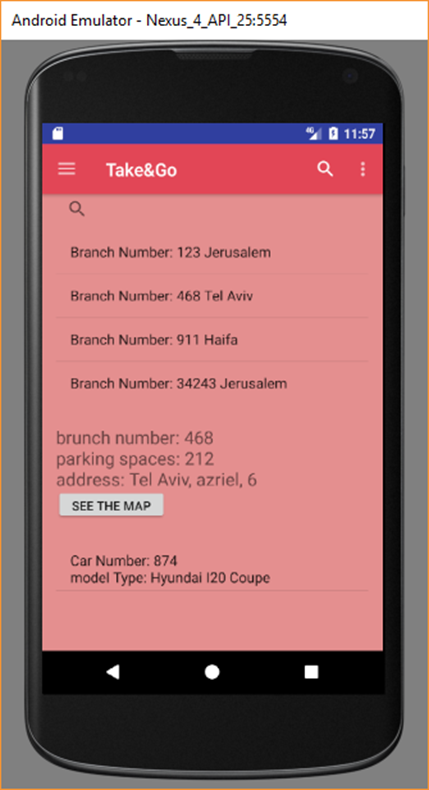 Android Emulator - Nexus_4_API_25:5554
4G 11:57
Take&Go
Branch Number: 123 Jerusalem
Branch Number: 468 Tel Aviv
Branch Number: 911 Haifa
Branch Number: 34243 Jerusalem
brunch number: 468
parking spaces: 212
address: Tel Aviv, azriel, 6
SEE THE MAP
Car Number: 874
model Type: Hyundai I20 Coupe